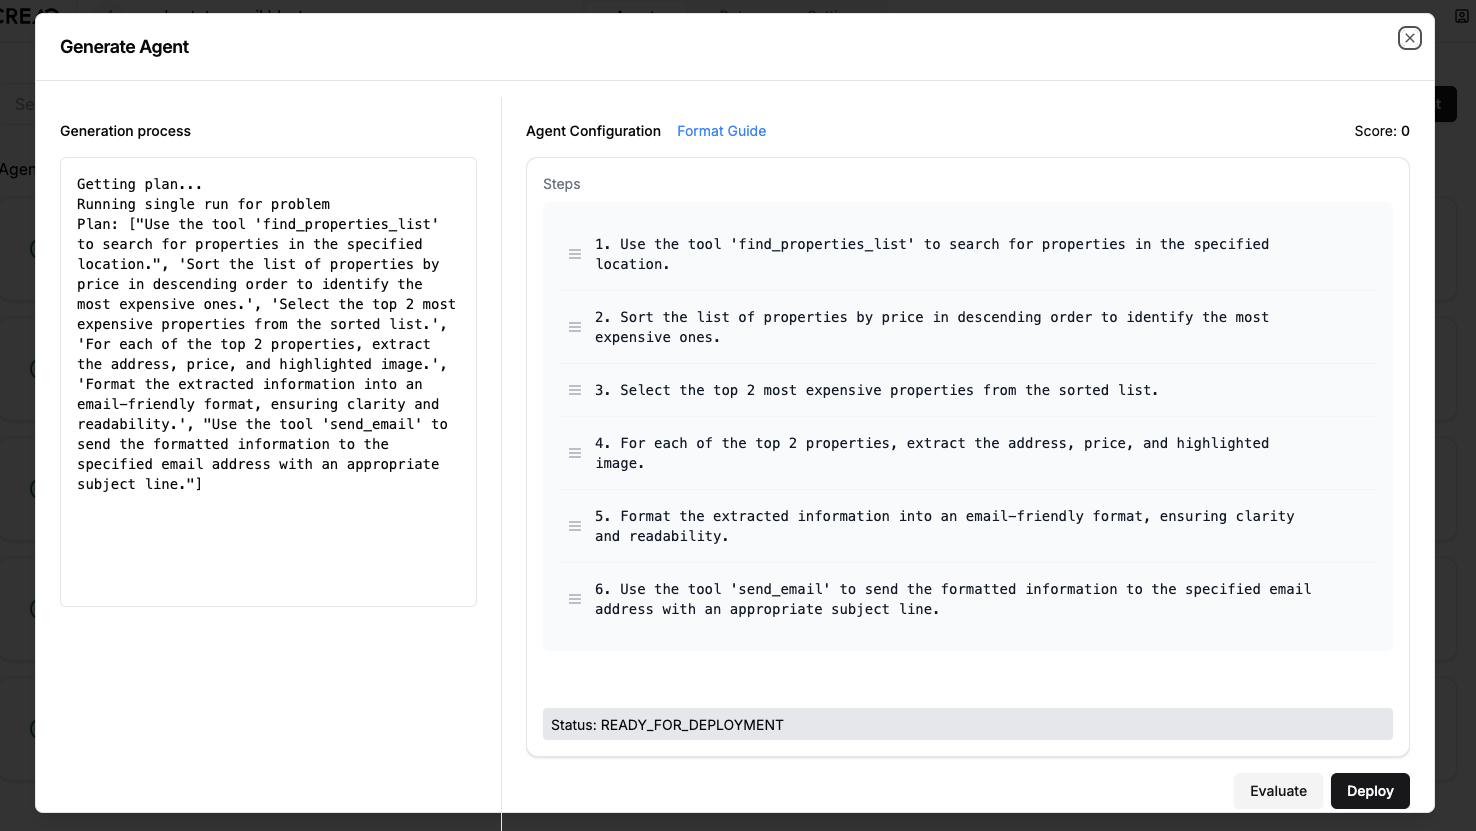 Generate Agent
Generation process
Getting plan...
Running single run for problem
Plan: ["Use the tool 'find_properties_list'
to search for properties in the specified
location.", 'Sort the list of properties by
price in descending order to identify the
most expensive ones.', 'Select the top 2 most
expensive properties from the sorted list.',
'For each of the top 2 properties, extract
the address, price, and highlighted image.',
'Format the extracted information into an
email-friendly format, ensuring clarity and
readability.', "Use the tool 'send_email' to
send the formatted information to the
specified email address with an appropriate
subject line."]
Agent Configuration Format Guide Score: 0
Steps
1. Use the tool 'find_properties_list' to search for properties in the specified
location.
2. Sort the list of properties by price in descending order to identify the most
expensive ones.
3. Select the top 2 most expensive properties from the sorted list.
4. For each of the top 2 properties, extract the address, price, and highlighted
image.
5. Format the extracted information into an email-friendly format, ensuring clarity
and readability.
6. Use the tool 'send_email' to send the formatted information to the specified email
address with an appropriate subject line.
Status: READY_FOR_DEPLOYMENT
Evaluate Deploy